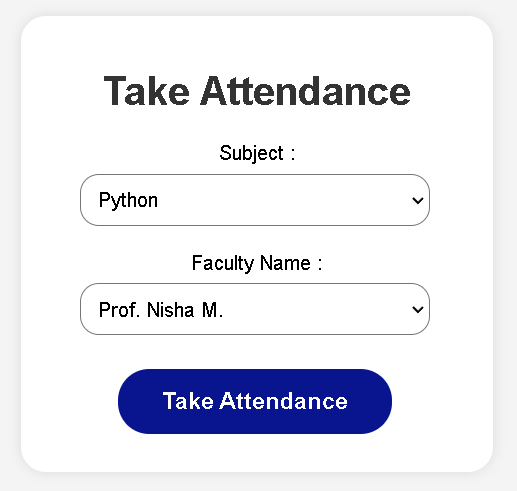 Take Attendance
Subject :
Python
Faculty Name :
Prof. Nisha M.
Take Attendance